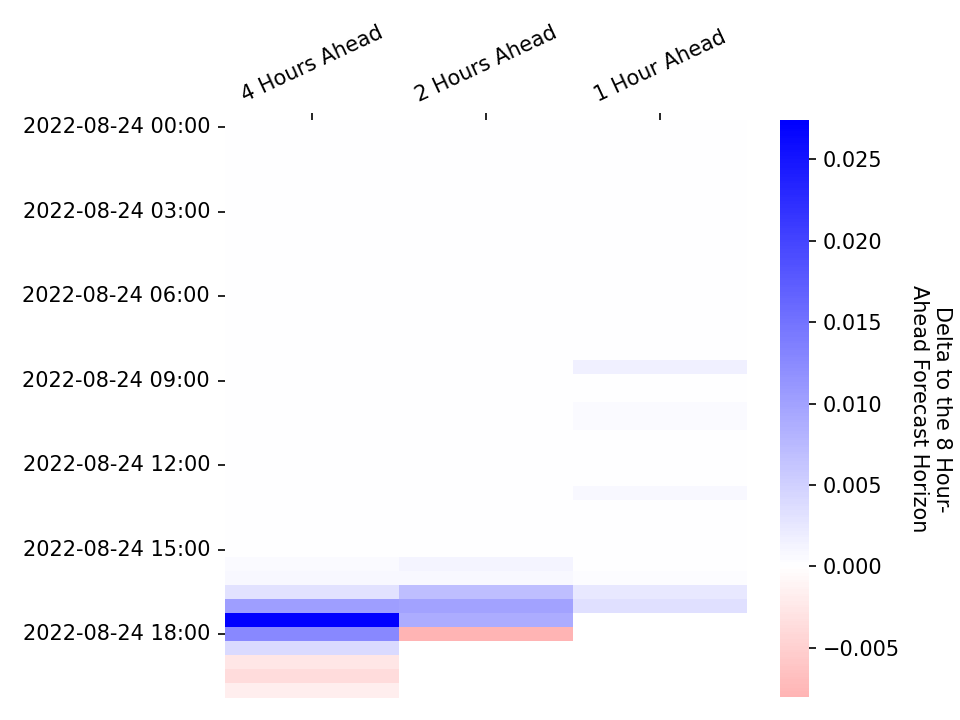 4 Hours Ahead
2 Hours Ahead
1 Hour Ahead
2022-08-24 00:00
2022-08-24 03:00
2022-08-24 06:00
2022-08-24 09:00
2022-08-24 12:00
2022-08-24 15:00
2022-08-24 18:00
0.025
0.020
0.015
0.010
0.005
0.000
−0.005
Delta to the 8 Hour-
Ahead Forecast Horizon